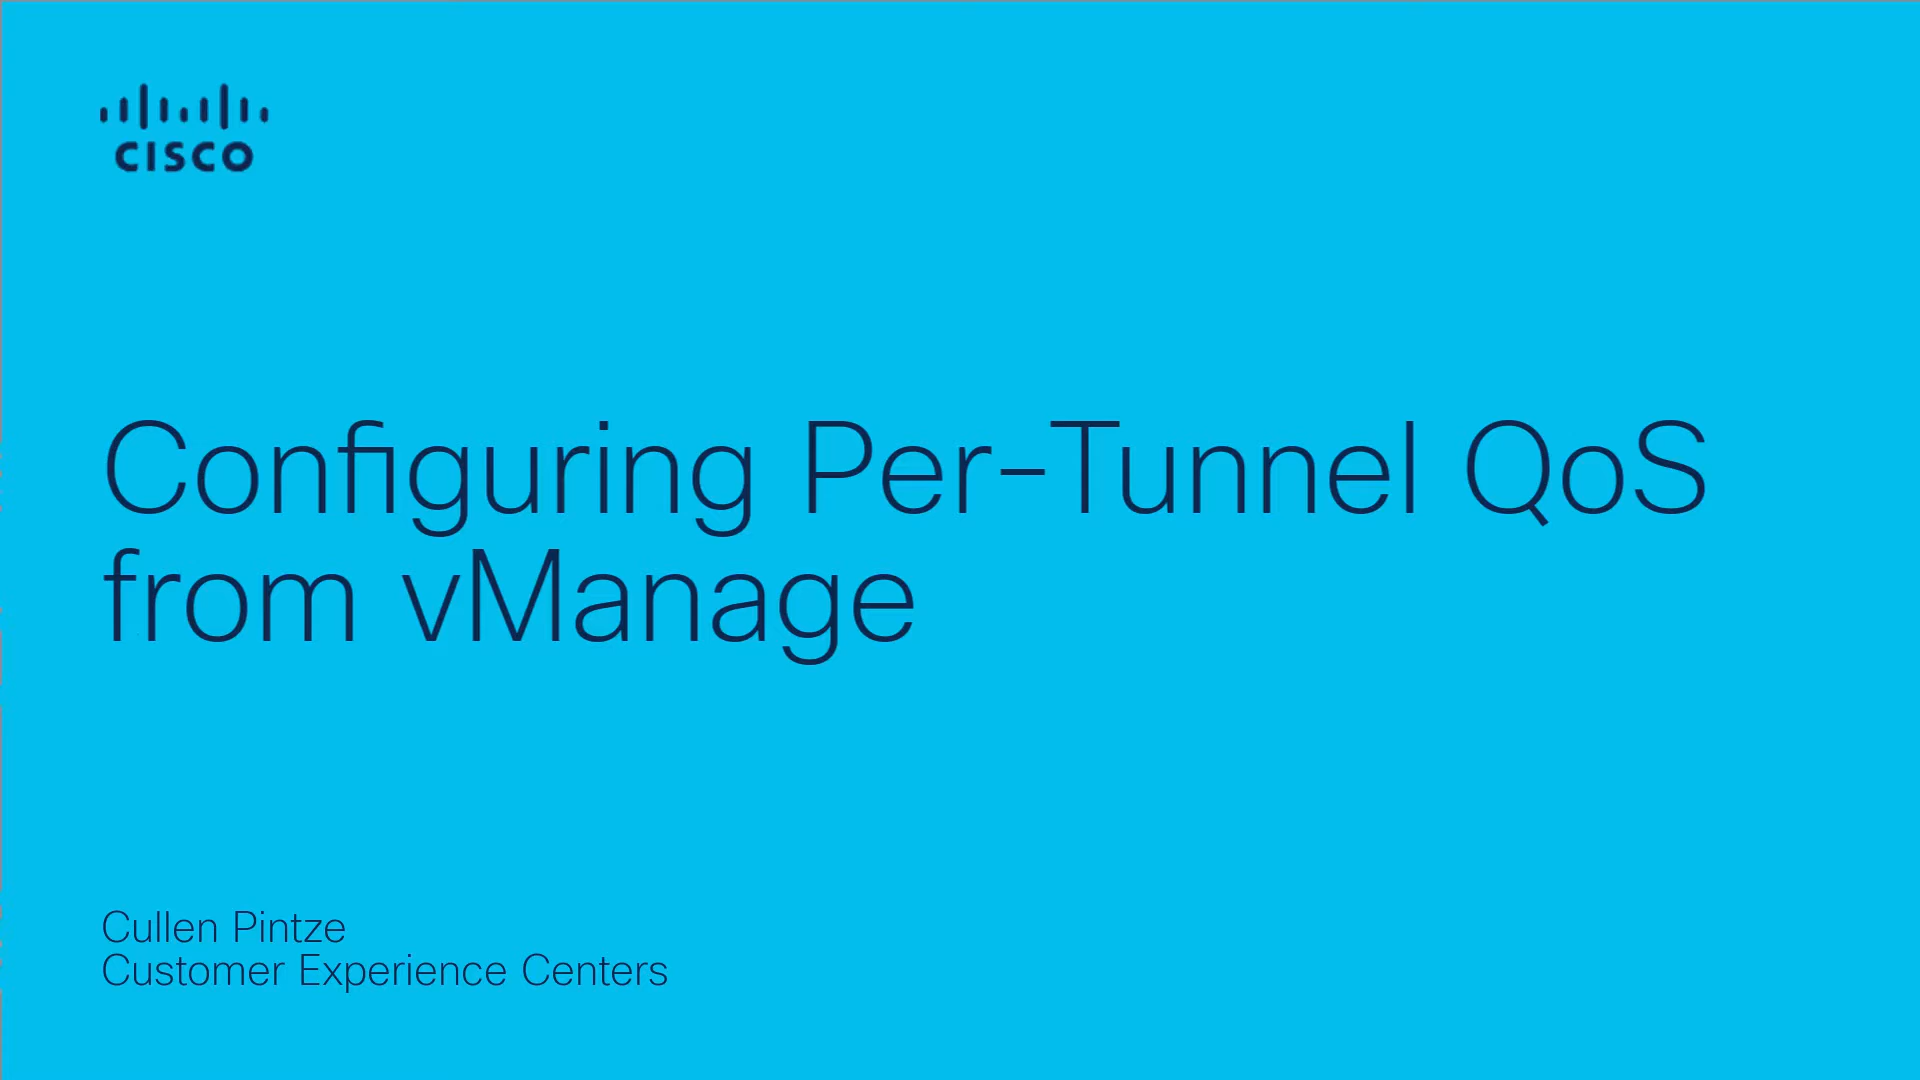 CISCO
Configuring Per-Tunnel QoS
from vManage
Cullen Pintze
Customer Experience Centers